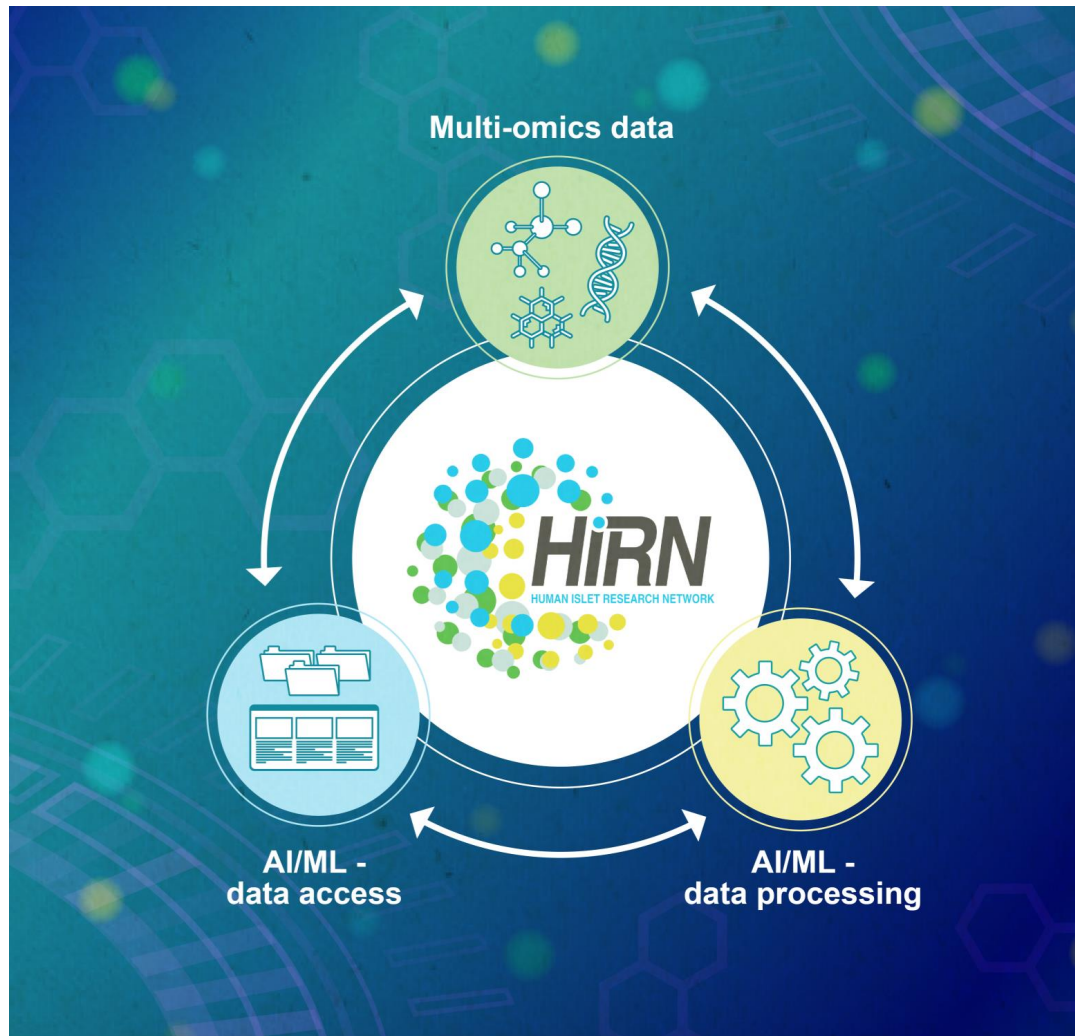 Multi-omics data
HiRN
HUMAN ISLET RESEARCH NETWORK
AI/ML -
data access
AI/ML -
data processing